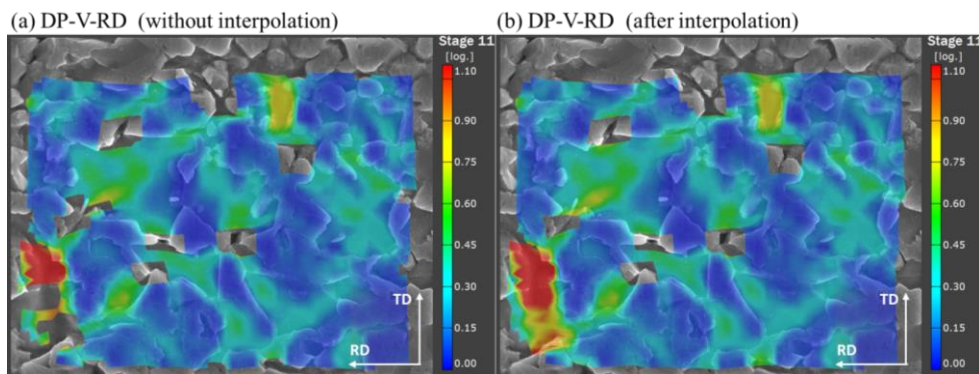 (a) DP-V-RD (without interpolation)
Stage 11
[log.]
1.10
0.90
0.75
0.60
0.45
0.30
0.15
0.00
TD
RD
(b) DP-V-RD (after interpolation)
Stage 12
[log.]
1.10
0.90
0.75
0.60
0.45
0.30
0.15
0.00
TD
RD